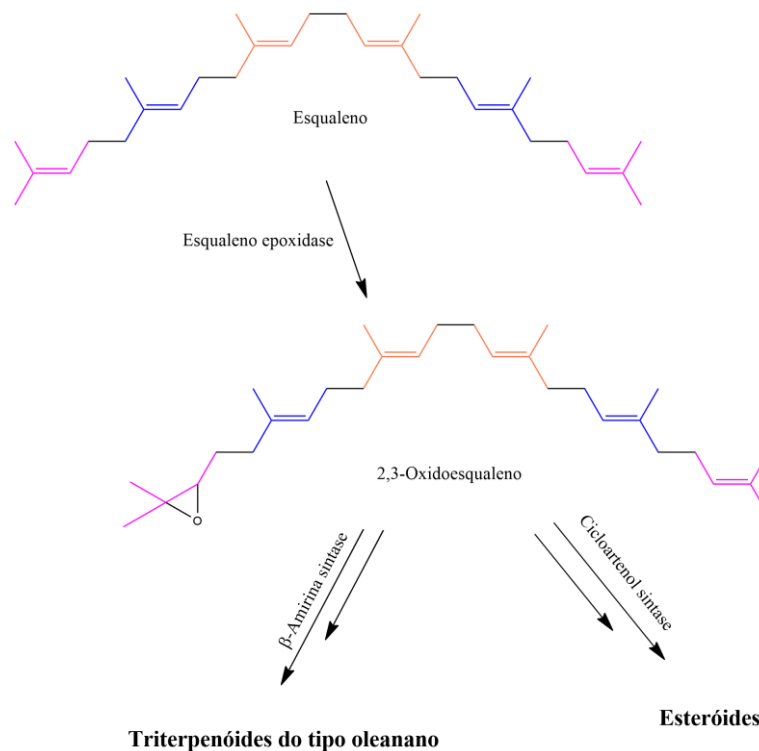 Esqualeno
Esqualeno epoxidase
2,3-Oxidoesqualeno
O
β-Amirina sintase
Cicloartenol sintase
Esteróides
Triterpenóides do tipo oleanano